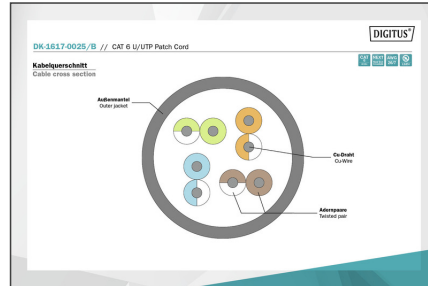 DIGITUS®
DK-1617-0025/B // CAT 6 U/UTP Patch Cord
Kabelquerschnitt
Cable cross section
Außenmantel
Outer jacket
Cu-Draht
Cu-Wire
Adernpaare
Twisted pair